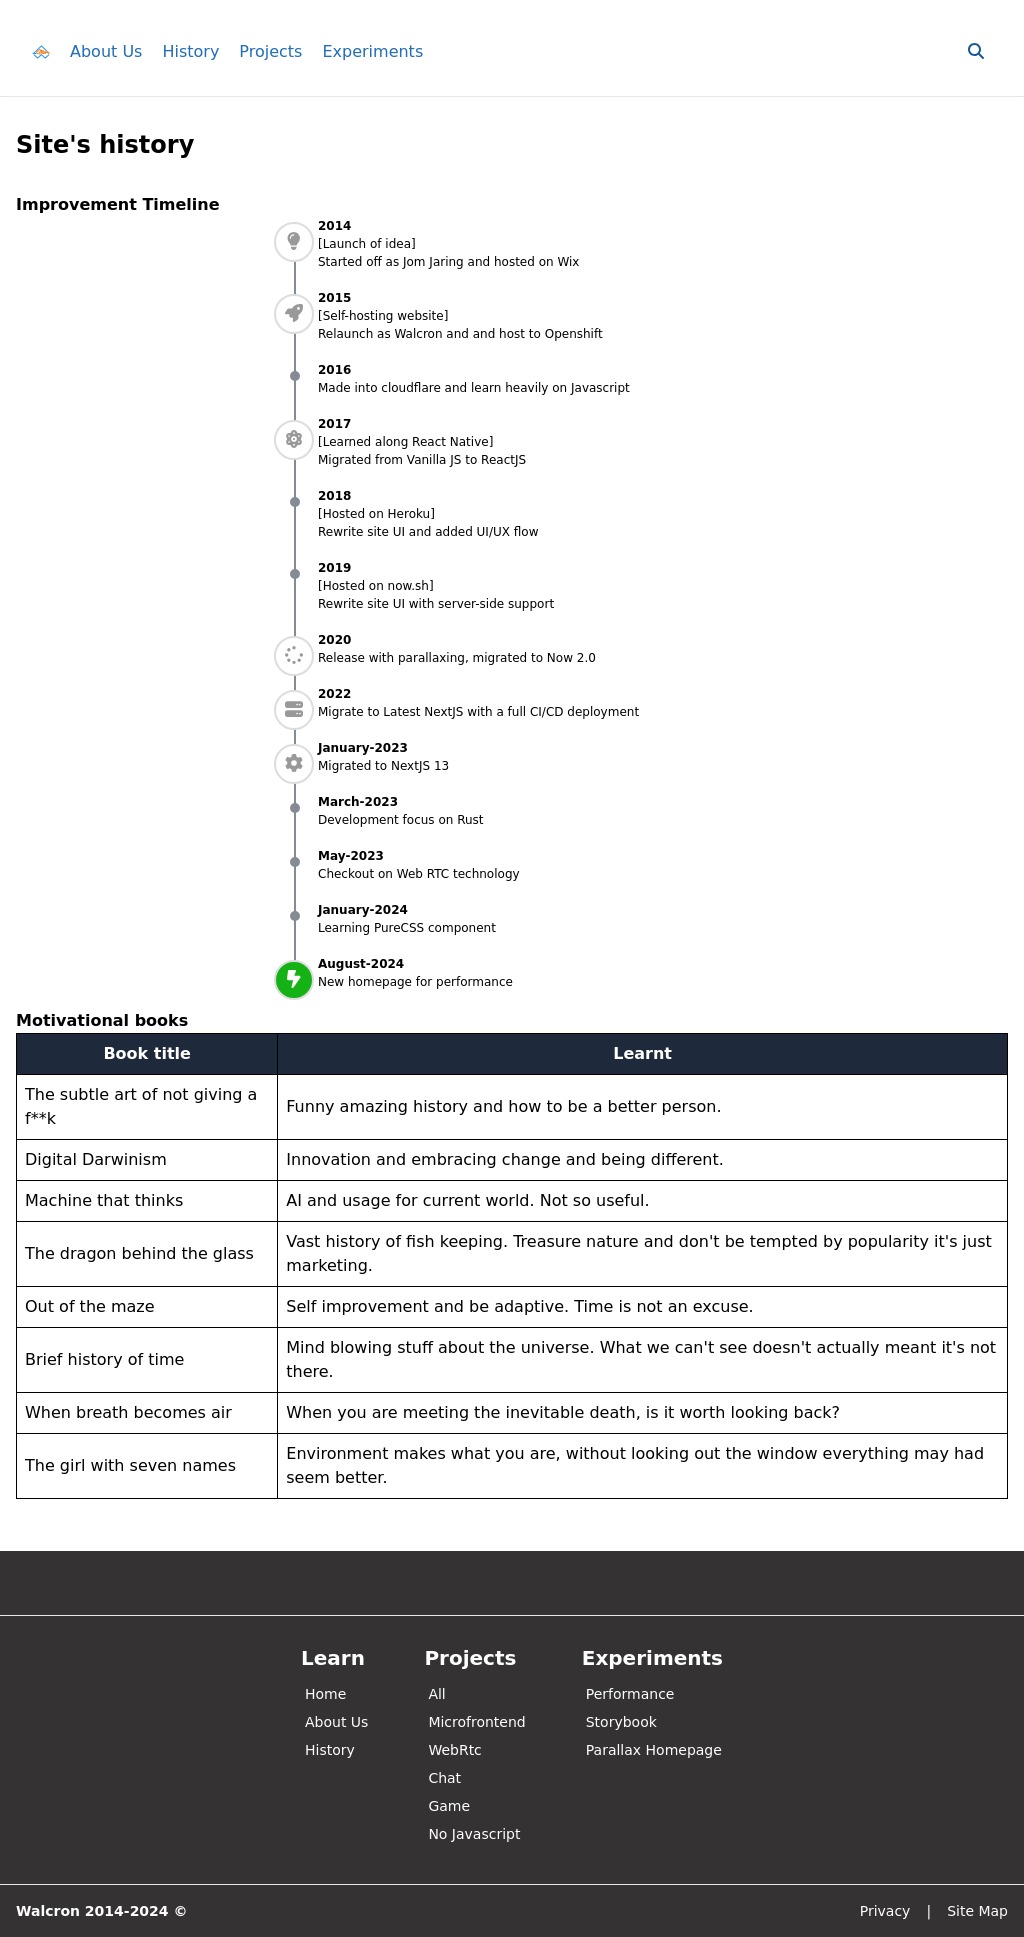 About Us History Projects Experiments
Site's history
Improvement Timeline
2014
[Launch of idea]
Started off as Jom Jaring and hosted on Wix
2015
[Self-hosting website]
Relaunch as Walcron and and host to Openshift
2016
Made into cloudflare and learn heavily on Javascript
2017
[Learned along React Native]
Migrated from Vanilla JS to ReactJS
2018
[Hosted on Heroku]
Rewrite site UI and added UI/UX flow
2019
[Hosted on now.sh]
Rewrite site UI with server-side support
2020
Release with parallaxing, migrated to Now 2.0
2022
Migrate to Latest NextJS with a full CI/CD deployment
January-2023
Migrated to NextJS 13
March-2023
Development focus on Rust
May-2023
Checkout on Web RTC technology
January-2024
Learning PureCSS component
August-2024
New homepage for performance
Motivational books
Book title Learnt
The subtle art of not giving a
f**k
Funny amazing history and how to be a better person.
Digital Darwinism Innovation and embracing change and being different.
Machine that thinks AI and usage for current world. Not so useful.
The dragon behind the glass
Vast history of fish keeping. Treasure nature and don't be tempted by popularity it's just
marketing.
Out of the maze Self improvement and be adaptive. Time is not an excuse.
Brief history of time
Mind blowing stuff about the universe. What we can't see doesn't actually meant it's not
there.
When breath becomes air When you are meeting the inevitable death, is it worth looking back?
The girl with seven names
Environment makes what you are, without looking out the window everything may had
seem better.
Learn
Home
About Us
History
Projects
All
Microfrontend
WebRtc
Chat
Game
No Javascript
Experiments
Performance
Storybook
Parallax Homepage
Walcron 2014-2024 © Privacy | Site Map